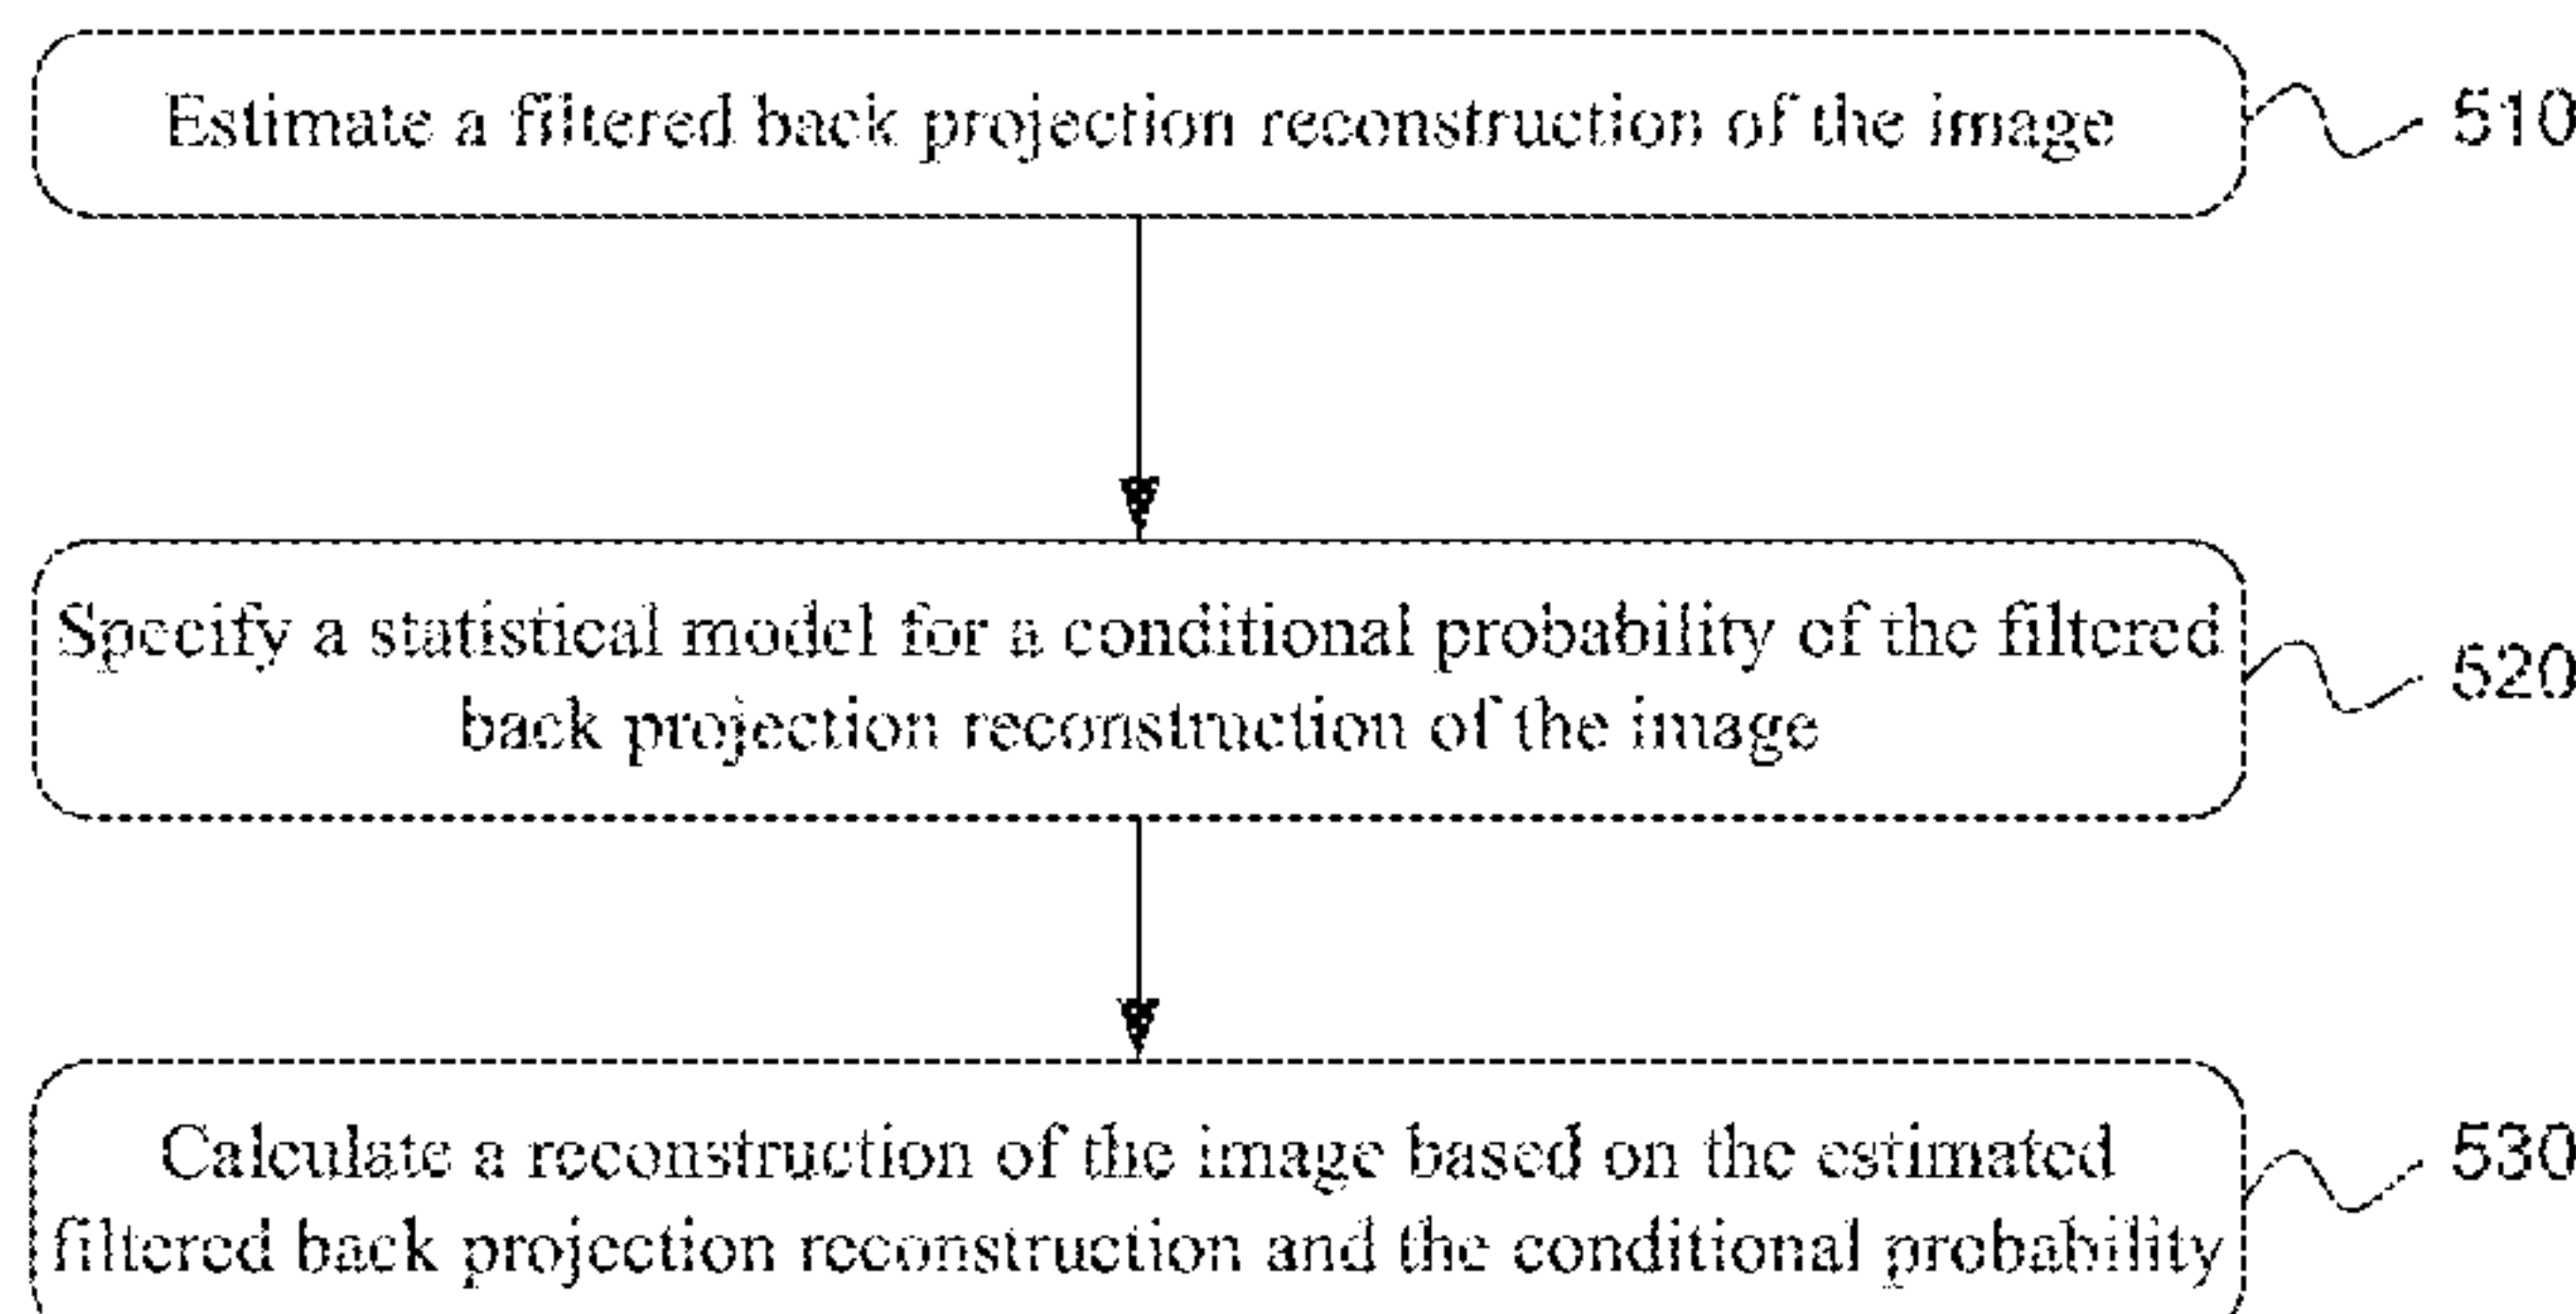 Estimate a filtered back projection reconstruction of the image
510
Specify a statistical model for a conditional probability of the filtered
back projection reconstruction of the image
520
Calculate a reconstruction of the image based on the estimated
filtered back projection reconstruction and the conditional probability
530